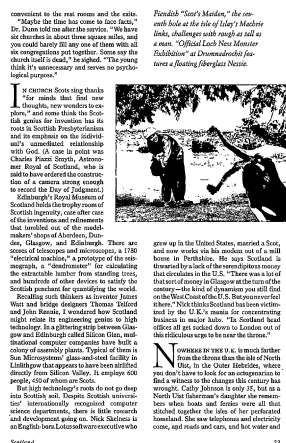 convenient to the rest rooms and the exits.
"Maybe the time has come to face facts,"
Dr. Dunn told me after the service. "We have
six churches in about three square miles, and
you could barely fill any one of them with all
six congregations put together. Some say the
church itself is dead," he sighed. "The young
think it's unnecessary and serves no psycho-
logical purpose."
IN CHURCH Scots sing thanks
"for minds that find new
thoughts, new wonders to ex-
plore," and some think the Scot-
tish genius for invention has its
roots in Scottish Presbyterianism
and its emphasis on the individ-
ual's unmediated relationship
with God. (A case in point was
Charles Piazzi Smyth, Astrono-
mer Royal of Scotland, who is
said to have ordered the construc-
tion of a camera strong enough
to record the Day of Judgment.)
Edinburgh's Royal Museum of
Scotland holds the trophy room of
Scottish ingenuity, case after case
of the inventions and refinements
that tumbled out of the model-
makers' shops of Aberdeen, Dun-
dee, Glasgow, and Edinburgh. There are
scores of telescopes and microscopes, a 1780
"electrical machine," a prototype of the seis-
mograph, a "dendrometer" for calculating
the extractable lumber from standing trees,
and hundreds of other devices to satisfy the
Scottish penchant for quantifying the world.
Recalling such thinkers as inventor James
Watt and bridge designers Thomas Telford
and John Rennie, I wondered how Scotland
might relate its engineering genius to high
technology. In a glittering strip between Glas-
gow and Edinburgh called Silicon Glen, mul-
tinational computer companies have built a
colony of assembly plants. Typical of them is
Sun Microsystems' glass-and-steel facility in
Linlithgow that appears to have been airlifted
directly from Silicon Valley. It employs 600
people, 450 of whom are Scots.
But high technology's roots do not go deep
into Scottish soil. Despite Scottish universi-
ties' internationally recognized computer
science departments, there is little research
and development going on. Nick Shelness is
an English-born Lotus software executive who
Fiendish "Scot's Maiden," the sev-
enth hole at the isle of Islay's Machrie
links, challenges with rough as tall as
a man. "Official Loch Ness Monster
Exhibition" at Drumnadrochit fea-
tures a floating fiberglass Nessie.
grew up in the United States, married a Scot,
and now works via his modem out of a mill
house in Perthshire. He says Scotland is
thwarted by a lack of the serendipitous money
that circulates in the U.S. "There was a lot of
that sort of money in Glasgow at the turn of the
century—the kind of dynamism you still find
on the West Coast of the U.S. But you never feel
it here." Nick thinks Scotland has been victim-
ized by the U.K.'s mania for concentrating
business in major hubs. "In Scotland head
offices all get sucked down to London out of
this ridiculous urge to be near the throne."
NOWHERE IN THE U.K. is much farther
from the throne than the isle of North
Uist, in the Outer Hebrides, where
you don't have to look for an octogenarian to
find a witness to the changes this century has
wrought. Cathy Johnson is only 35, but as a
North Uist fisherman's daughter she remem-
bers when boats and ferries were all that
stitched together the isles of her prefecture
homeland. She saw telephones and electricity
come, and roads and cars, and hot water and
Scotland
23